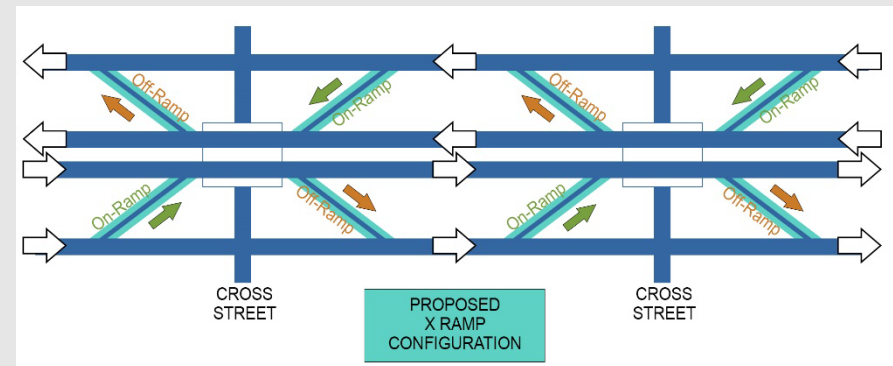 Off-Ramp
On-Ramp
Off-Ramp
On-Ramp
On-Ramp
Off-Ramp
On-Ramp
Off-Ramp
CROSS
STREET
CROSS
STREET
PROPOSED
X RAMP
CONFIGURATION